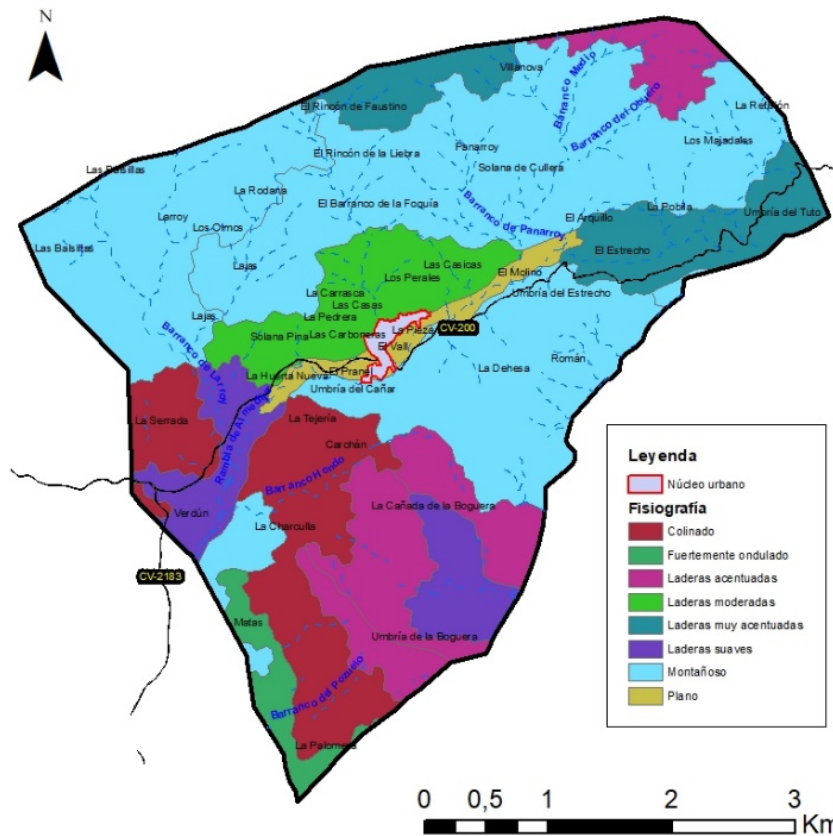 N
Villanova
Barranco Medio
La Refalón
El Rincón de Faustino
Barranco del Obuero
Los Majadales
El Rincón de la Liebra
Panarroy
Solana de Cullera
Las Balsillas
La Rodana
El Barranco de la Foquía
Barranco de Panarroy
La Pobila
Umbría del Tuto
Larroy
Los Olmos
El Arquillo
Las Balsillas
El Estrecho
Lajas
Las Casicas
Los Perales
El Molino
Umbría del Estrecho
La Carrasca
Las Casas
Lajas
La Pedrera
CV-200
Solana Pina
Las Carboneras
La Pieza
El Vall
Barranco de Larroy
Román
La Dehesa
La Huerta Nueva
El Prane
Umbría del Cañar
La Serrada
La Tejería
Rambla de Almedia
Carchán
Barranco Hondo
Verdún
La Cañada de la Boguera
La Charculla
CV-2183
Matas
Umbría de la Boguera
Barranco del Pozuelo
La Palomera
Leyenda
Núcleo urbano
Fisiografía
Colinado
Fuertemente ondulado
Laderas acentuadas
Laderas moderadas
Laderas muy acentuadas
Laderas suaves
Montañoso
Plano
0 0,5 1 2 3
Km